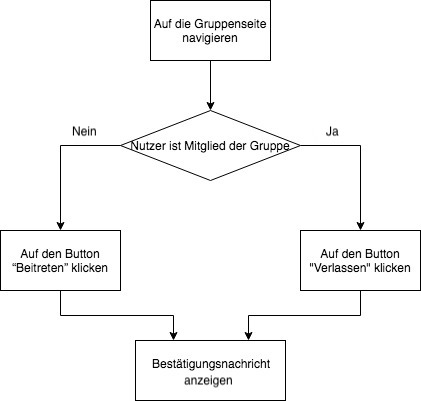 Auf die Gruppenseite
navigieren
Nein
Ja
Nutzer ist Mitglied der Gruppe
Auf den Button
“Beitreten” klicken
Auf den Button
"Verlassen" klicken
Bestätigungsnachricht
anzeigen